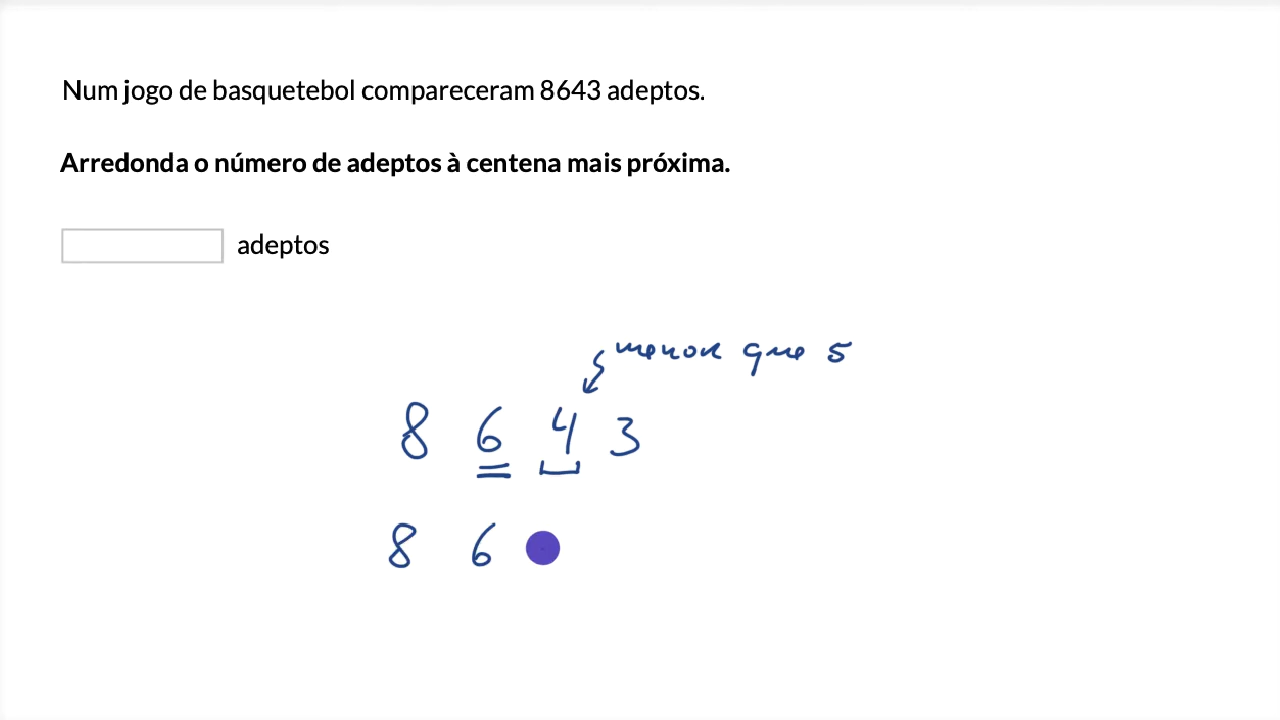 Num jogo de basquetebol compareceram 8643 adeptos.
Arredonda o número de adeptos à centena mais próxima.
adeptos
menor que 5
8 6 4 3
8 6